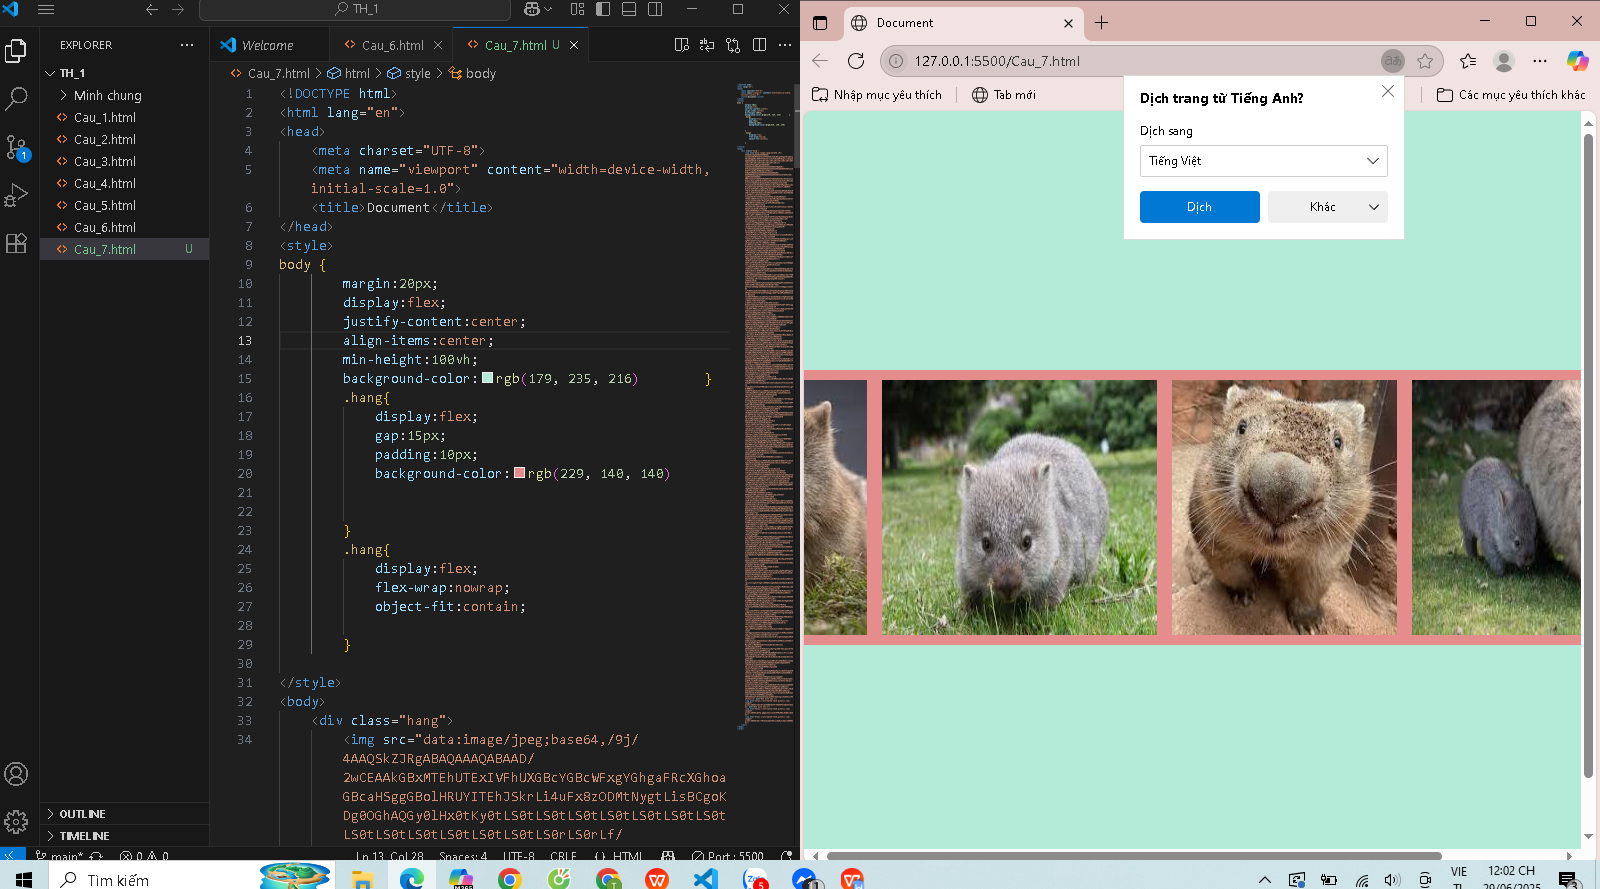 TH_1
EXPLORER
Welcome
Cau_6.html
Cau_7.html U
TH_1
Minh chung
Cau_1.html
Cau_2.html
Cau_3.html
Cau_4.html
Cau_5.html
Cau_6.html
Cau_7.html U
1
OUTLINE
TIMELINE
Cau_7.html > html > style > body
1 <!DOCTYPE html>
2 <html lang="en">
3 <head>
4 <meta charset="UTF-8">
5 <meta name="viewport" content="width=device-width,
initial-scale=1.0">
6 <title>Document</title>
7 </head>
8 <style>
9 body {
10 margin:20px;
11 display:flex;
12 justify-content:center;
13 align-items:center;
14 min-height:100vh;
15 background-color:rgb(179, 235, 216) }
16 .hang{
17 display:flex;
18 gap:15px;
19 padding:10px;
20 background-color:rgb(229, 140, 140)
21
22
23 }
24 .hang{
25 display:flex;
26 flex-wrap:nowrap;
27 object-fit:contain;
28
29 }
30
31 </style>
32 <body>
33 <div class="hang">
34 <img src="data:image/jpeg;base64,/9j/
4AAQSkZJRgABAQAAAQABAAD/
2wCEAAkGBxMTEhUTExIVFhUXGBcYGBcWFxgYGhgaFRcXGhoa
GBcaHSggGBolHRUYITEhJSkrLi4uFx8zODMtNygtLisBCgoK
Dg0OGhAQGy0lHx0tKy0tLS0tLS0tLS0tLS0tLS0tLS0tLS0t
LS0tLS0tLS0tLS0tLS0tLS0rLS0rLf/
main* 0 0 Ln 13, Col 28 Spaces: 4 UTF-8 CRLF {} HTML Port : 5500
Document
127.0.0.1:5500/Cau_7.html
Nhập mục yêu thích
Tab mới
Các mục yêu thích khác
Dịch trang từ Tiếng Anh?
Dịch sang
Tiếng Việt
Dịch
Khác
Tìm kiếm
5
VIE
TL
12:02 CH
29/06/2025